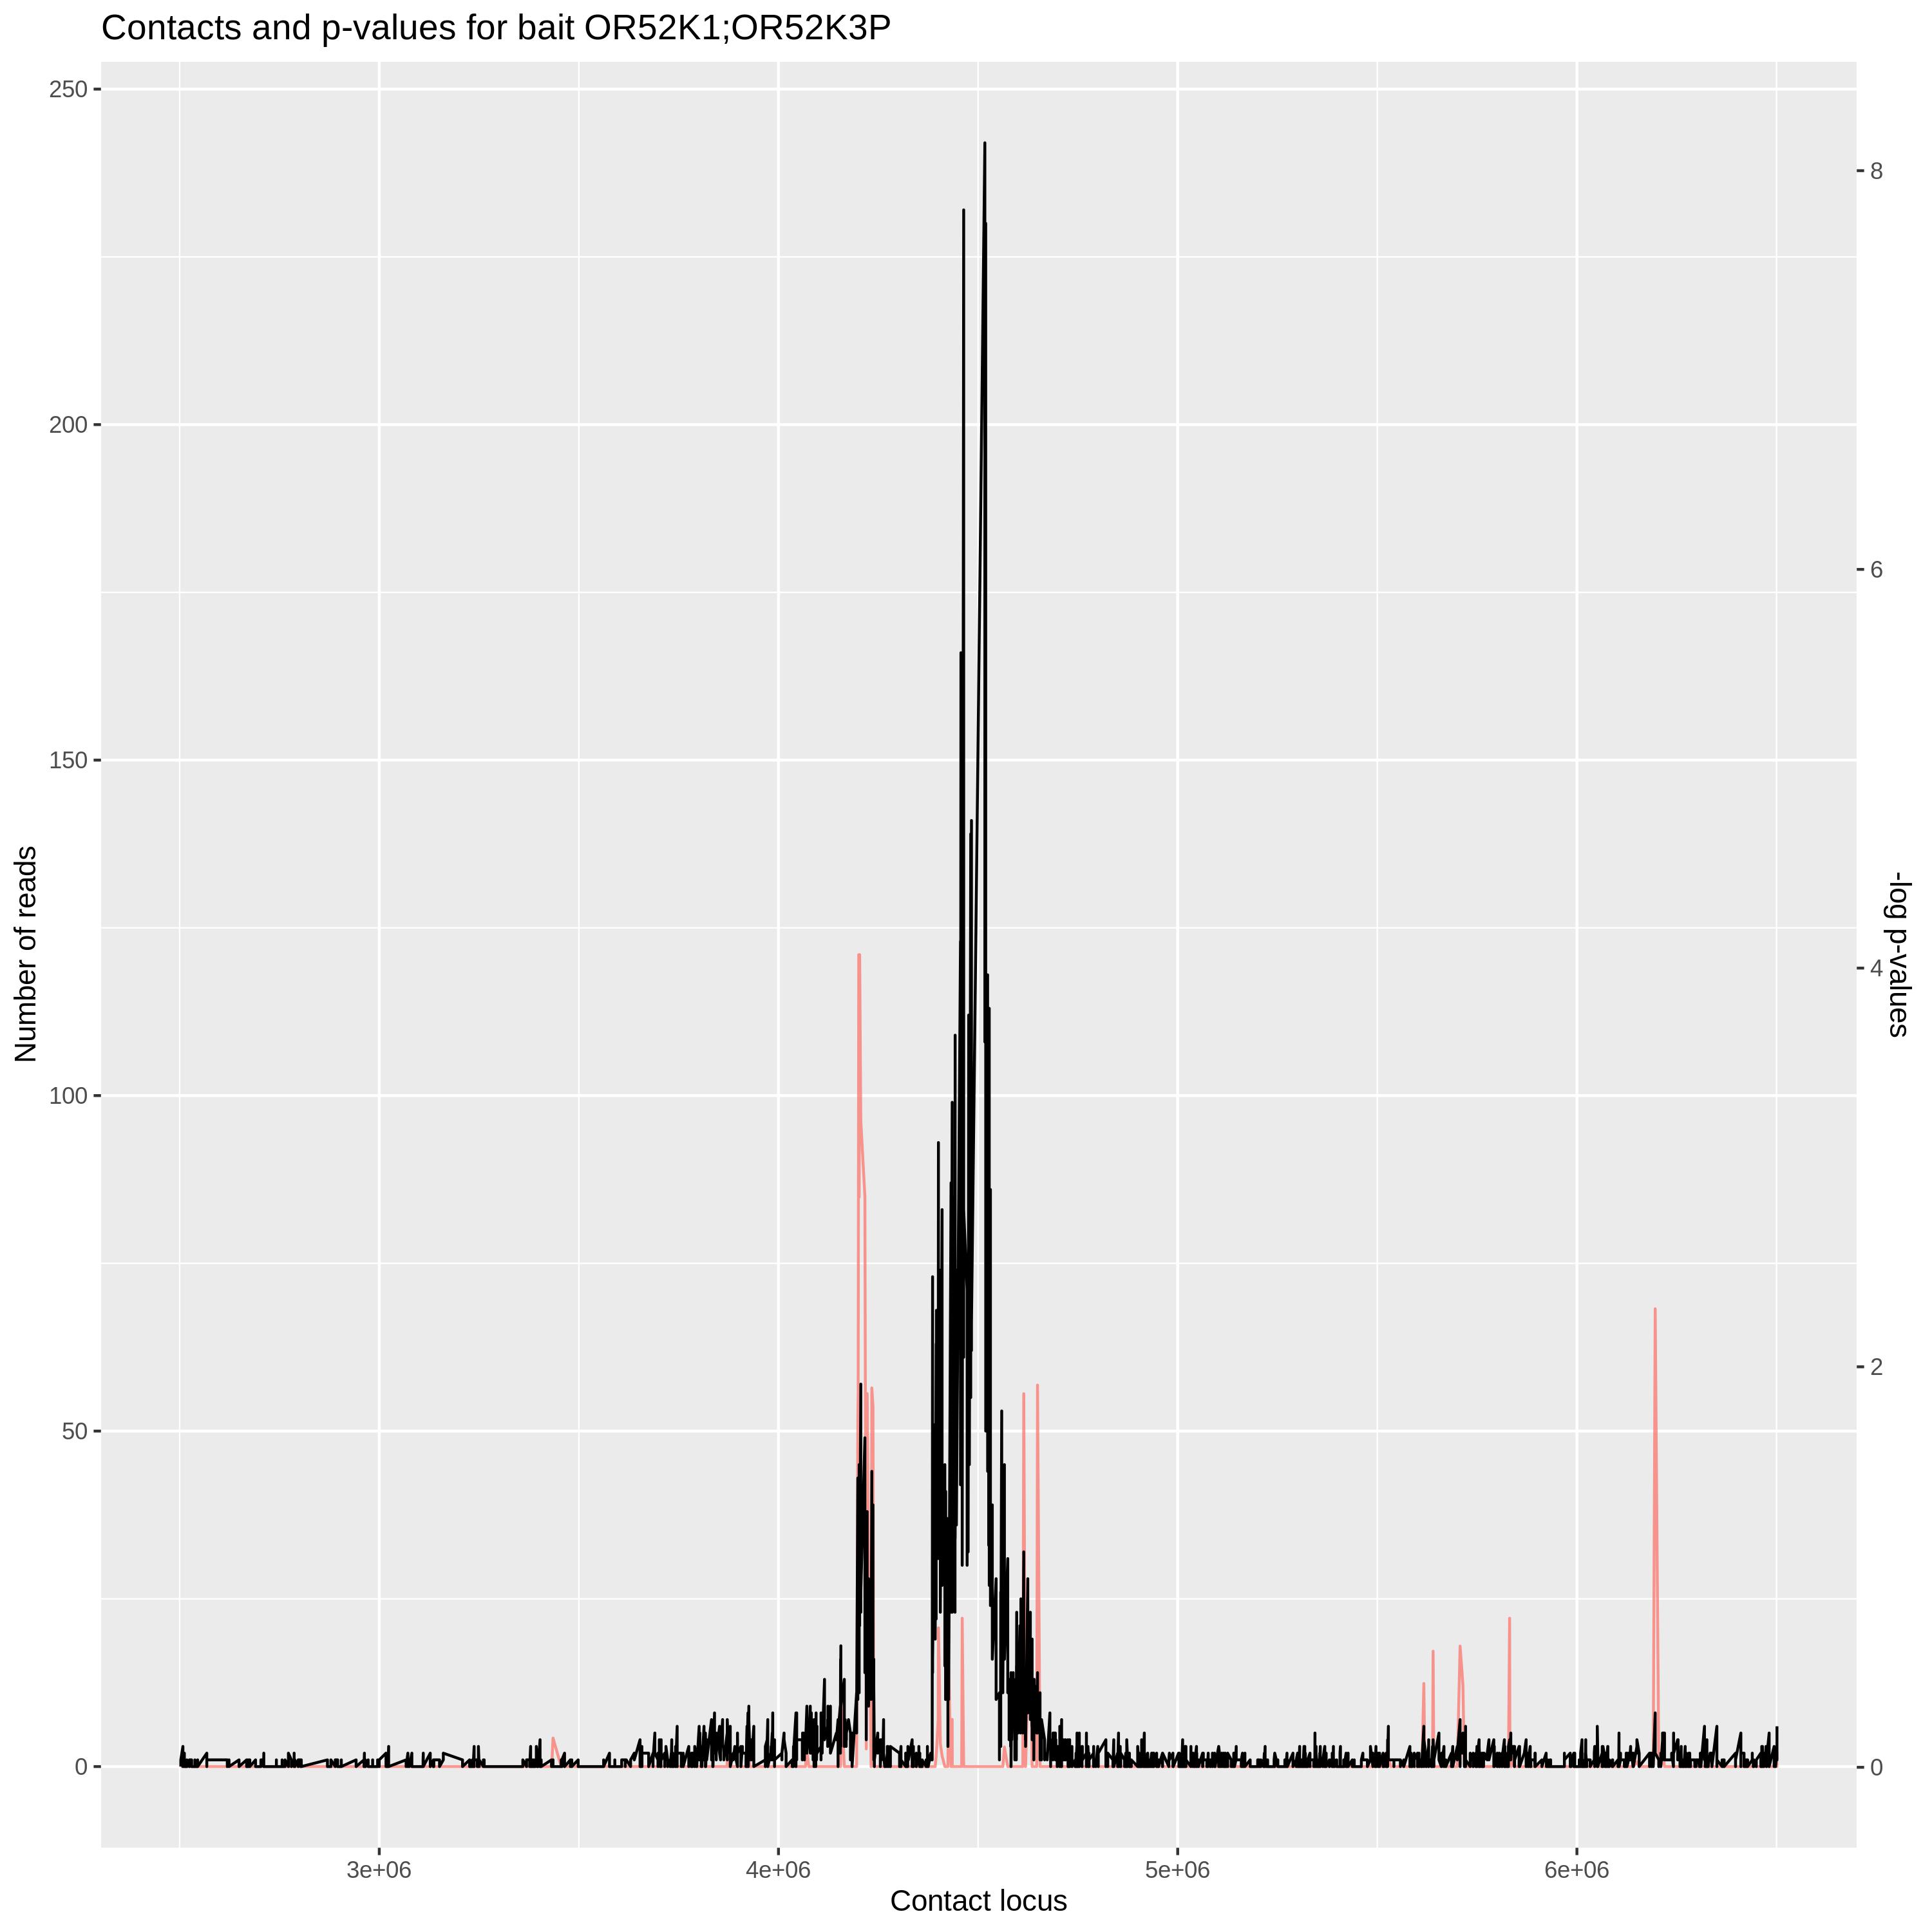 Contacts and p-values for bait OR52K1;OR52K3P
250
200
150
100
50
0
Number of reads
8
6
4
2
0
-log p-values
3e+06
4e+06
5e+06
6e+06
Contact locus